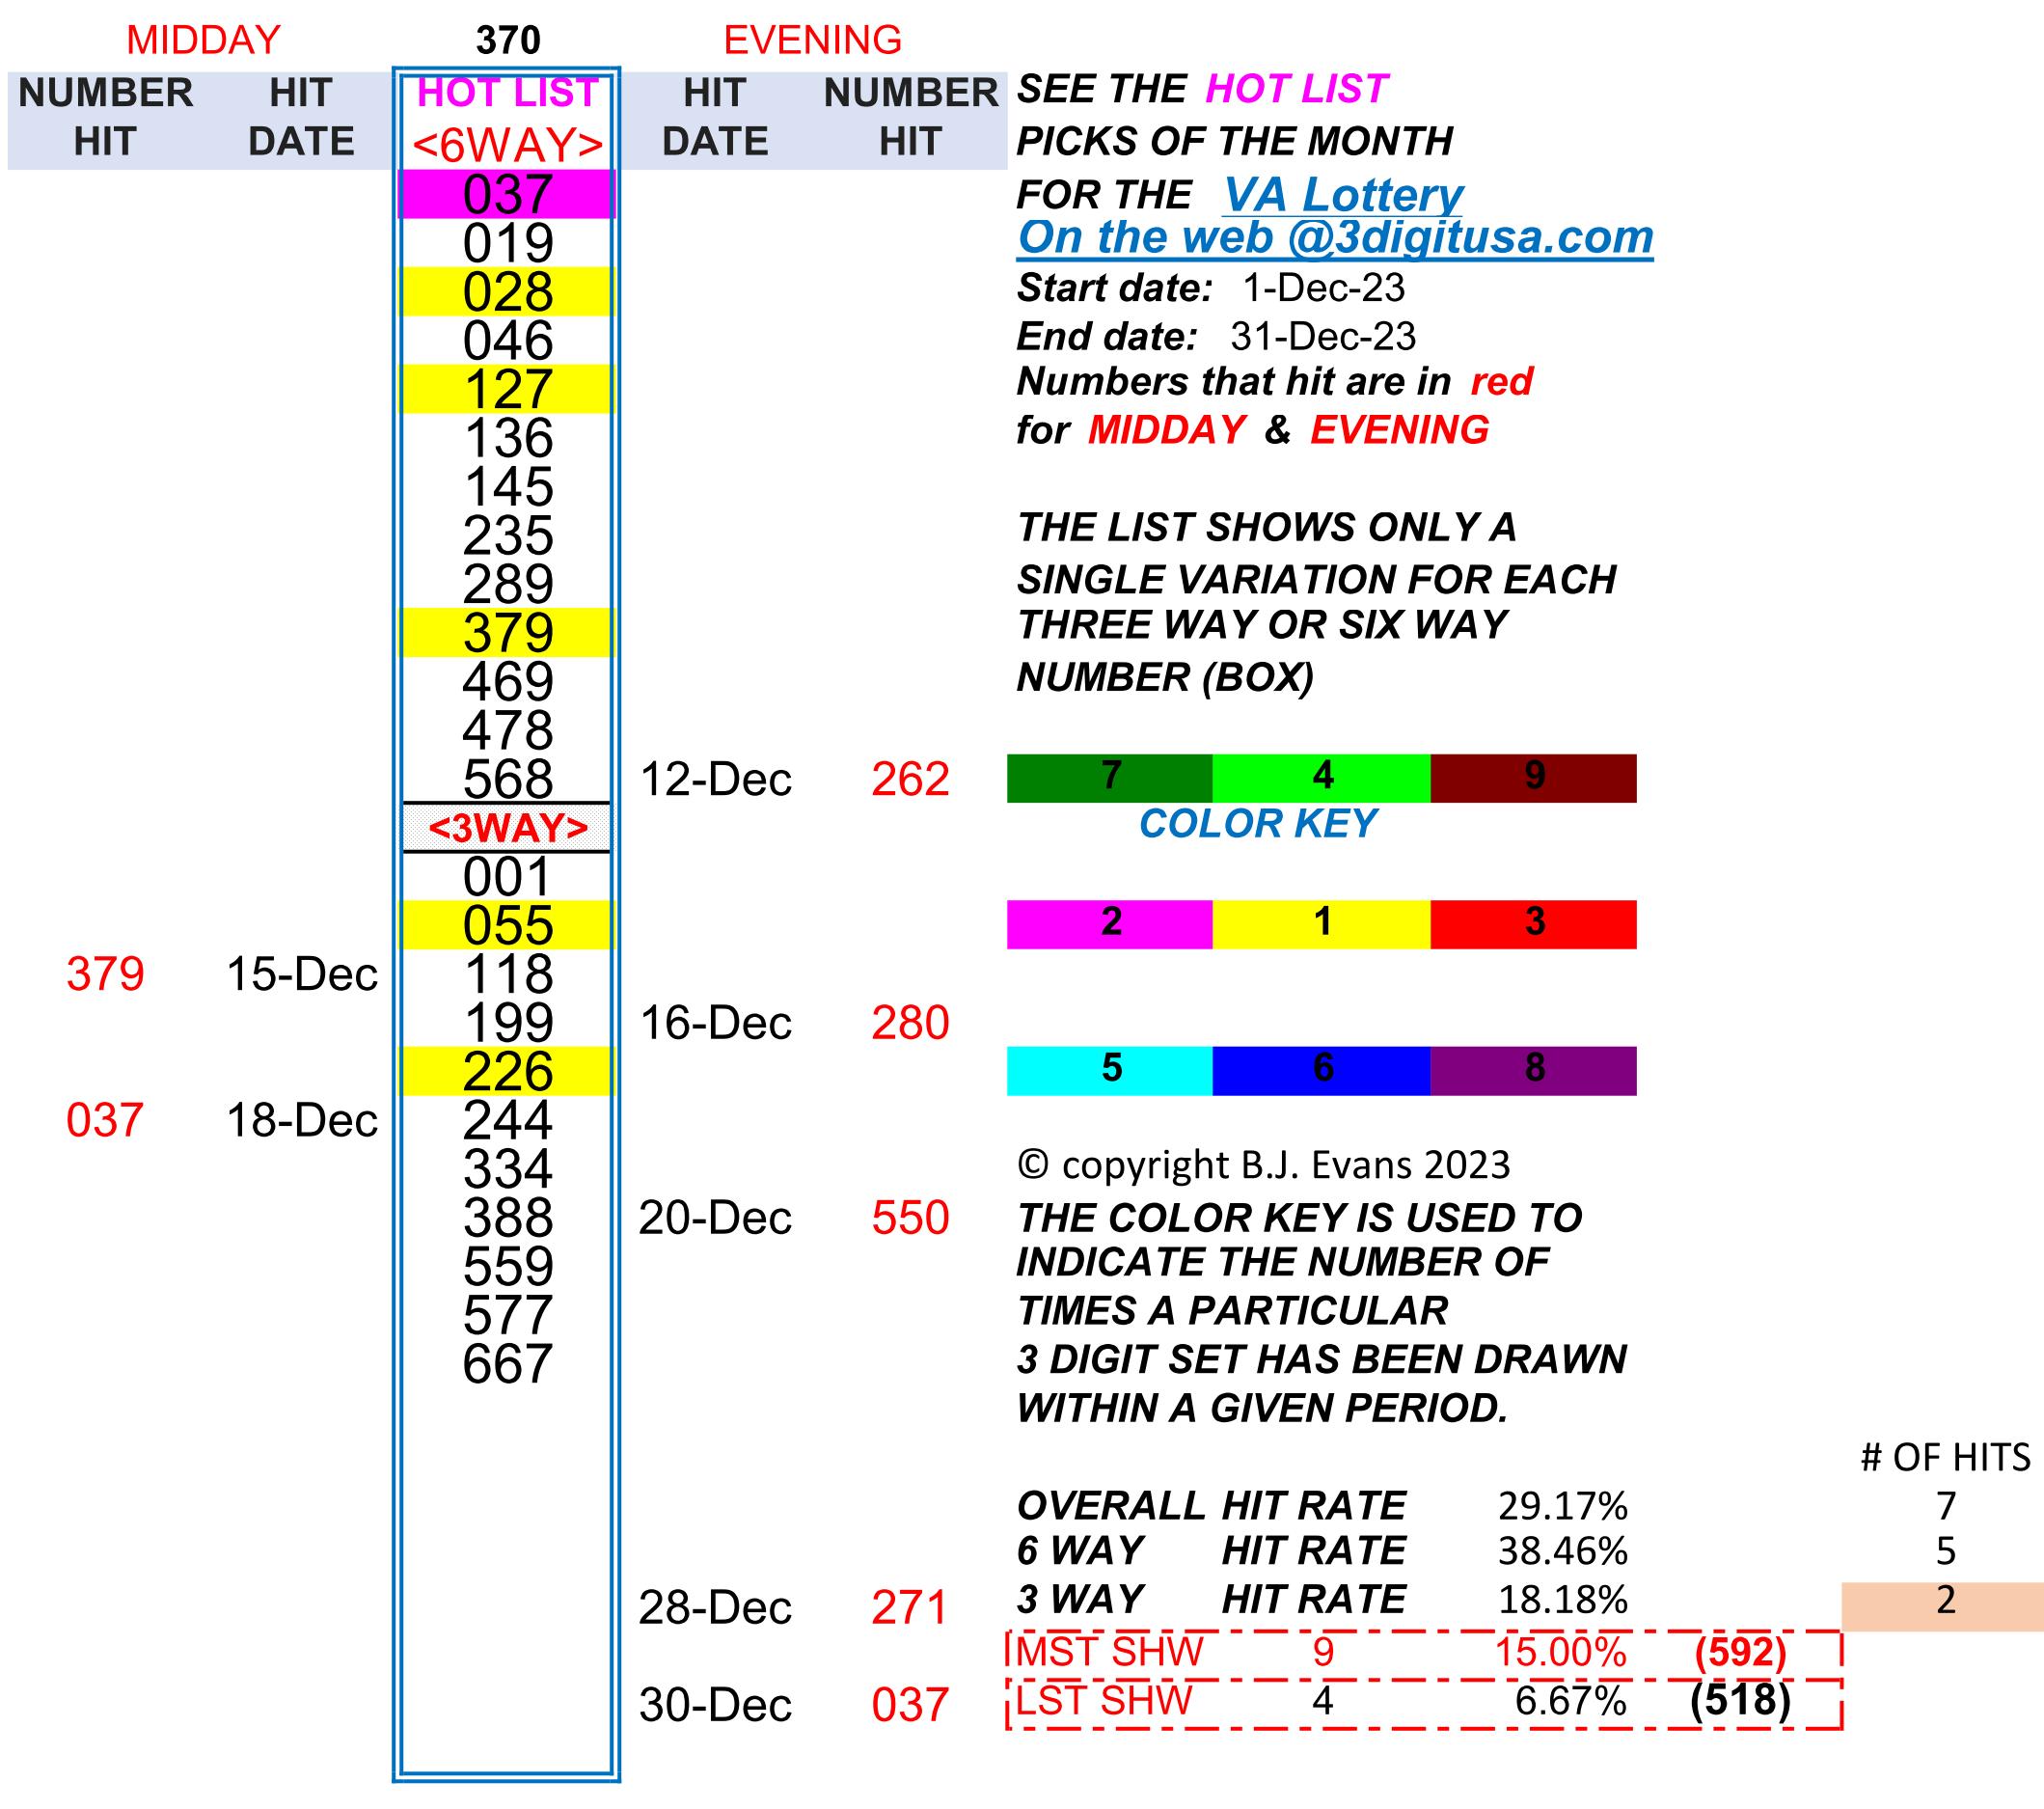 MIDDAY 370 EVENING
NUMBER HIT HOT LIST HIT NUMBER SEE THE HOT LIST
HIT DATE <6WAY> DATE HIT PICKS OF THE MONTH
037 FOR THE VA Lottery
019 On the web @3digitusa.com
028 Start date: 1-Dec-23
046 End date: 31-Dec-23
127 Numbers that hit are in red
136 for MIDDAY & EVENING
145
235 THE LIST SHOWS ONLY A
289 SINGLE VARIATION FOR EACH
379 THREE WAY OR SIX WAY
469 NUMBER (BOX)
478
568 12-Dec 262 7 4 9
<3WAY> COLOR KEY
001
055 2 1 3
379 15-Dec 118
199 16-Dec 280
226 5 6 8
037 18-Dec 244
334 © copyright B.J. Evans 2023
388 20-Dec 550 THE COLOR KEY IS USED TO
559 INDICATE THE NUMBER OF
577 TIMES A PARTICULAR
667 3 DIGIT SET HAS BEEN DRAWN
WITHIN A GIVEN PERIOD.
# OF HITS
OVERALL HIT RATE 29.17% 7
6 WAY HIT RATE 38.46% 5
28-Dec 271 3 WAY HIT RATE 18.18% 2
MST SHW 9 15.00% (592)
30-Dec 037 LST SHW 4 6.67% (518)